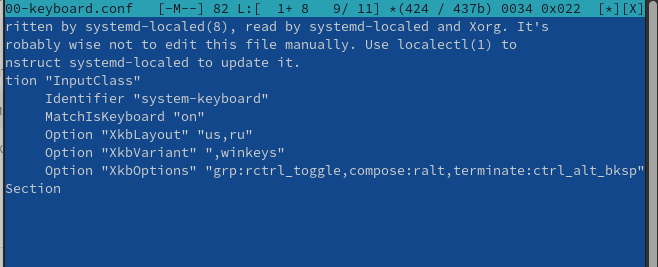 00-keyboard.conf [-M--] 82 L:[ 1+ 8 9/ 11] *(424 / 437b) 0034 0x022 [*][X]
ritten by systemd-localed(8), read by systemd-localed and Xorg. It's
robably wise not to edit this file manually. Use localectl(1) to
nstruct systemd-localed to update it.
tion "InputClass"
Identifier "system-keyboard"
MatchIsKeyboard "on"
Option "XkbLayout" "us,ru"
Option "XkbVariant" ",winkeys"
Option "XkbOptions" "grp:rctrl_toggle,compose:ralt,terminate:ctrl_alt_bksp"
Section